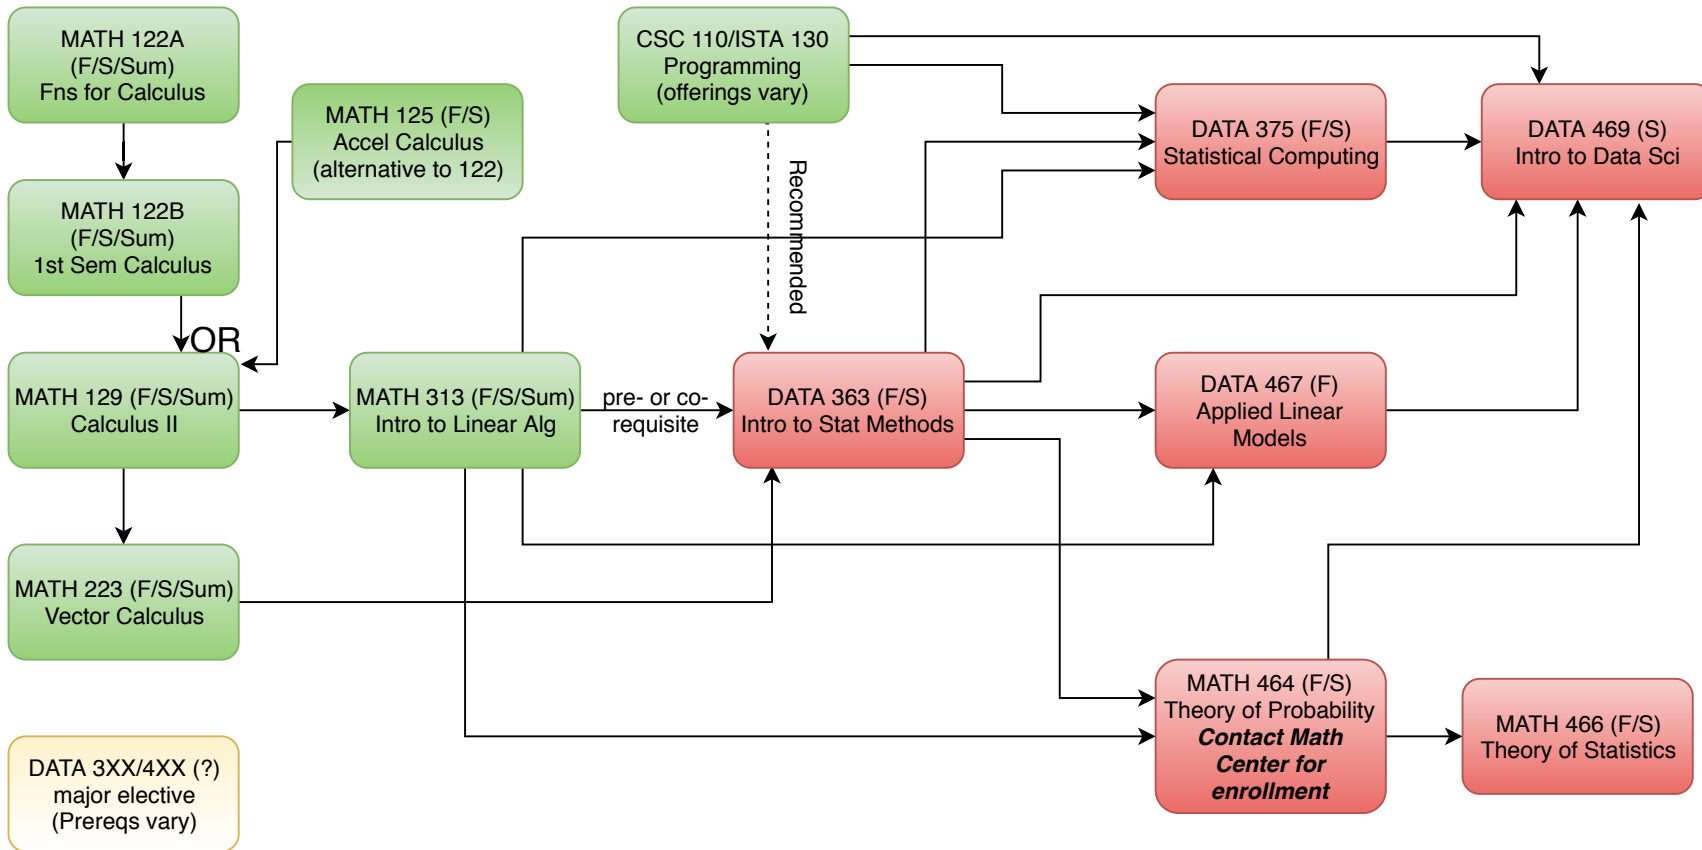 MATH 122A
(F/S/Sum)
Fns for Calculus
MATH 125 (F/S)
Accel Calculus
(alternative to 122)
CSC 110/ISTA 130
Programming
(offerings vary)
DATA 375 (F/S)
Statistical Computing
DATA 469 (S)
Intro to Data Sci
MATH 122B
(F/S/Sum)
1st Sem Calculus
Recommended
OR
MATH 129 (F/S/Sum)
Calculus II
MATH 313 (F/S/Sum)
Intro to Linear Alg
pre- or co-
requisite
DATA 363 (F/S)
Intro to Stat Methods
DATA 467 (F)
Applied Linear
Models
MATH 223 (F/S/Sum)
Vector Calculus
MATH 464 (F/S)
Theory of Probability
Contact Math
Center for
enrollment
MATH 466 (F/S)
Theory of Statistics
DATA 3XX/4XX (?)
major elective
(Prereqs vary)